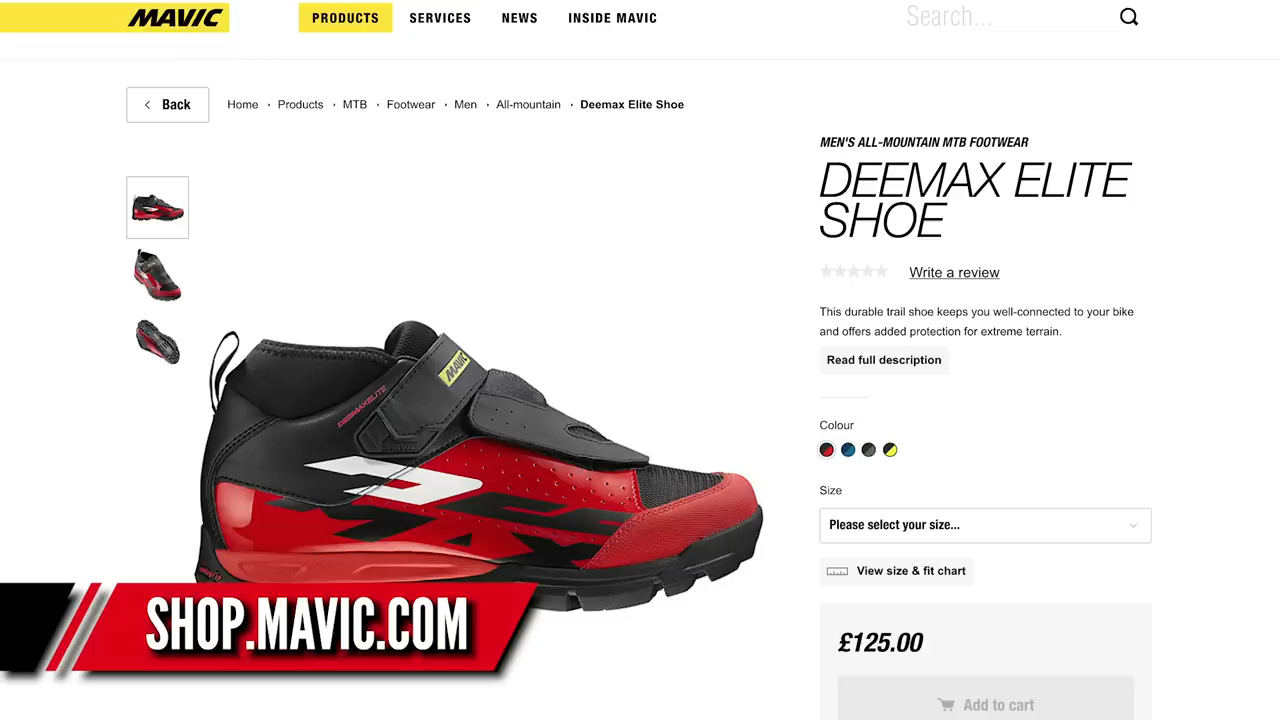 MAVIC
PRODUCTS
SERVICES
NEWS
INSIDE MAVIC
Search...
Back
Home
Products
MTB
Footwear
Men
All-mountain
Deemax Elite Shoe
MEN'S ALL-MOUNTAIN MTB FOOTWEAR
DEEMAX ELITE
SHOE
Write a review
This durable trail shoe keeps you well-connected to your bike
and offers added protection for extreme terrain.
Read full description
Colour
Size
Please select your size...
View size & fit chart
£125.00
Add to cart
MAVIC
DEEMAXELITE
MAVIC
SHOP.MAVIC.COM